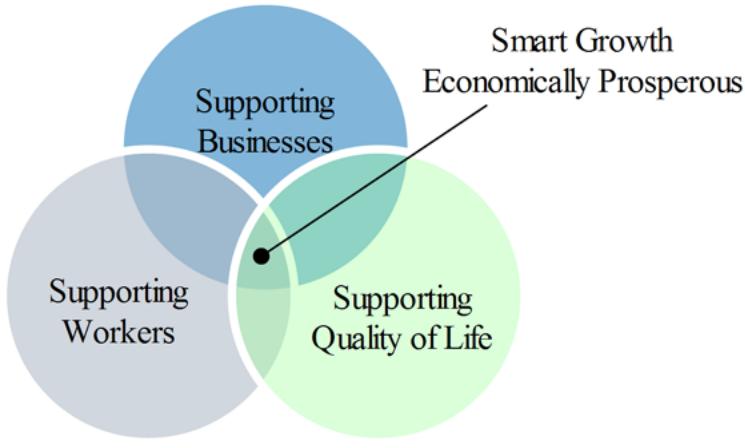 Smart Growth
Economically Prosperous
Supporting
Businesses
Supporting
Workers
Supporting
Quality of Life